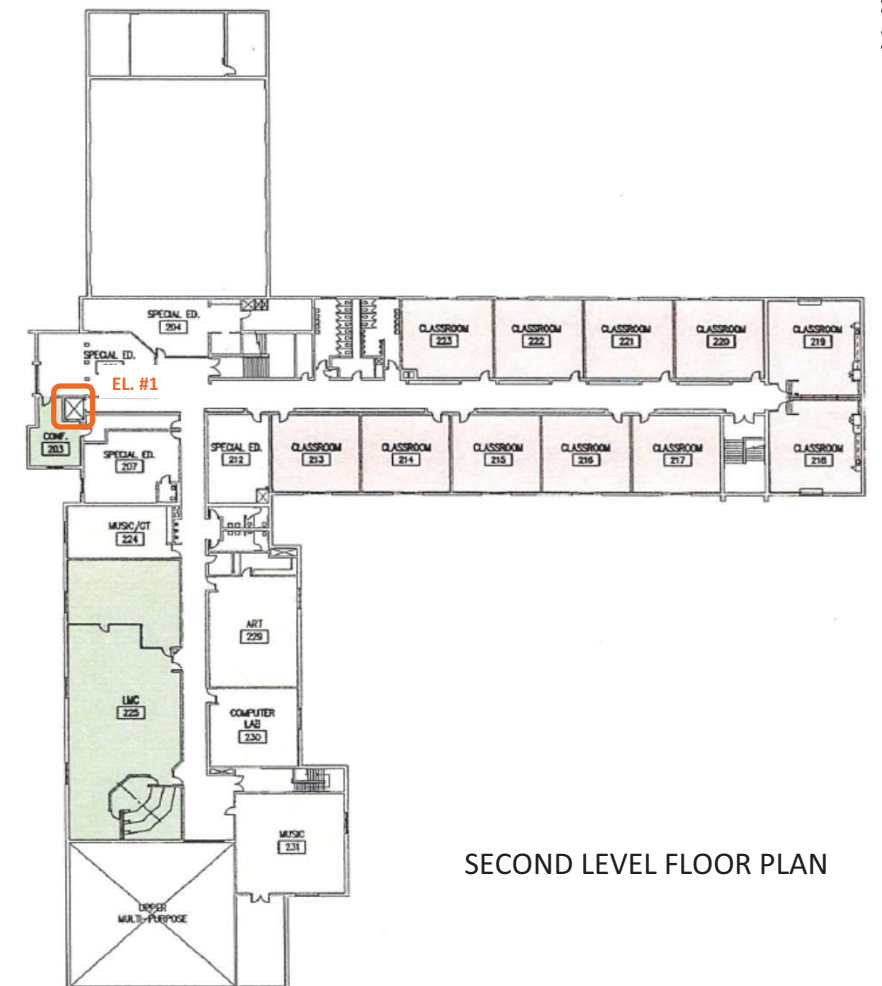 SPECIAL ED.
204
CLASSROOM
223
CLASSROOM
222
CLASSROOM
221
CLASSROOM
220
CLASSROOM
219
SPECIAL ED.
EL. #1
CONF.
203
SPECIAL ED.
207
SPECIAL ED.
212
CLASSROOM
213
CLASSROOM
214
CLASSROOM
215
CLASSROOM
216
CLASSROOM
217
CLASSROOM
218
MUSIC/CT
224
ART
229
LMC
225
COMPUTER
LAB
230
MUSIC
231
SECOND LEVEL FLOOR PLAN
UPPER
MULTI-PURPOSE